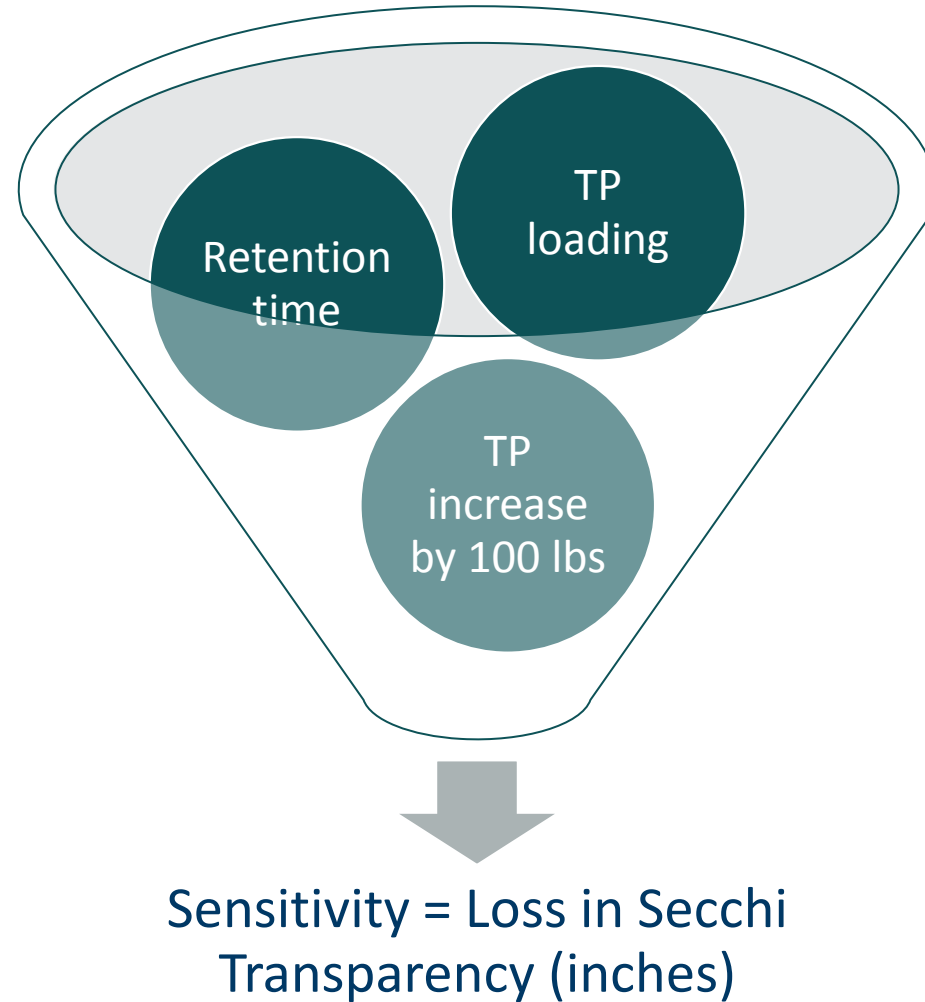 TP
loading
Retention
time
TP
increase
by 100 lbs
Sensitivity = Loss in Secchi
Transparency (inches)